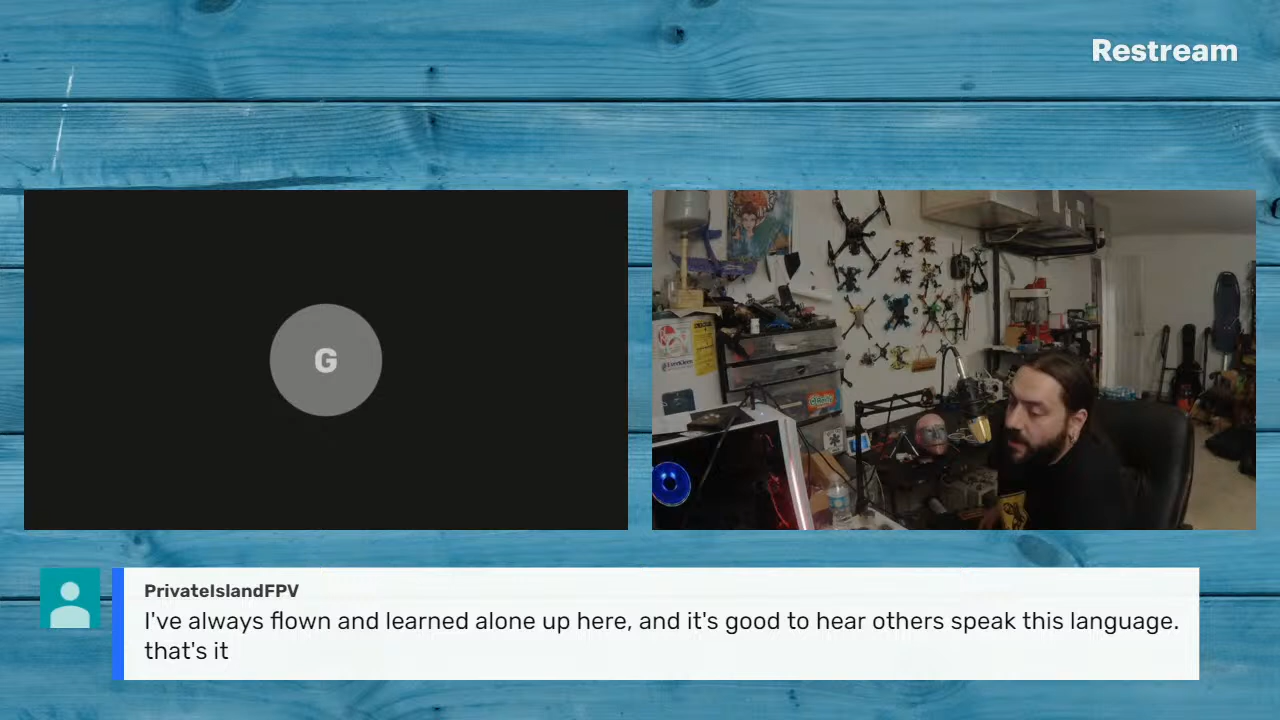 Restream
G
PrivateIslandFPV
I've always flown and learned alone up here, and it's good to hear others speak this language.
that's it